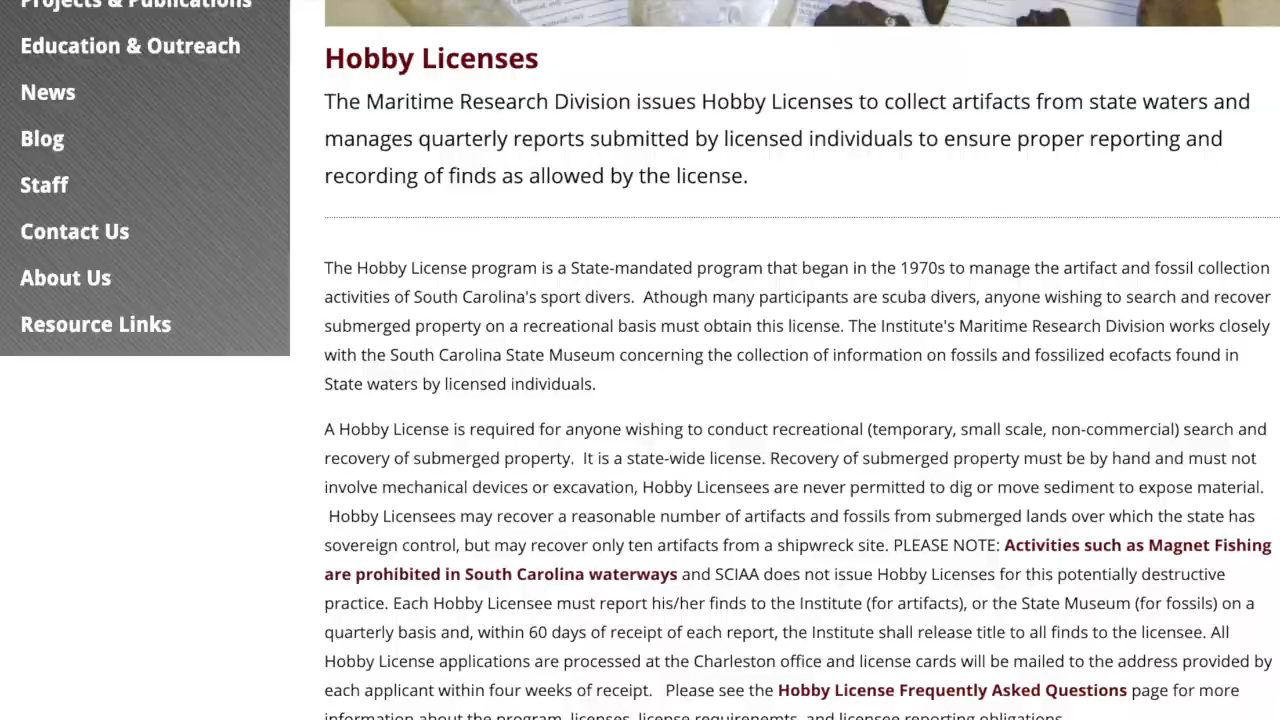 Projects & Publications
Education & Outreach
News
Blog
Staff
Contact Us
About Us
Resource Links
Hobby Licenses
The Maritime Research Division issues Hobby Licenses to collect artifacts from state waters and
manages quarterly reports submitted by licensed individuals to ensure proper reporting and
recording of finds as allowed by the license.
The Hobby License program is a State-mandated program that began in the 1970s to manage the artifact and fossil collection
activities of South Carolina's sport divers.  Athough many participants are scuba divers, anyone wishing to search and recover
submerged property on a recreational basis must obtain this license. The Institute's Maritime Research Division works closely
with the South Carolina State Museum concerning the collection of information on fossils and fossilized ecofacts found in
State waters by licensed individuals.
A Hobby License is required for anyone wishing to conduct recreational (temporary, small scale, non-commercial) search and
recovery of submerged property.  It is a state-wide license. Recovery of submerged property must be by hand and must not
involve mechanical devices or excavation, Hobby Licensees are never permitted to dig or move sediment to expose material.
Hobby Licensees may recover a reasonable number of artifacts and fossils from submerged lands over which the state has
sovereign control, but may recover only ten artifacts from a shipwreck site. PLEASE NOTE: Activities such as Magnet Fishing
are prohibited in South Carolina waterways and SCIAA does not issue Hobby Licenses for this potentially destructive
practice. Each Hobby Licensee must report his/her finds to the Institute (for artifacts), or the State Museum (for fossils) on a
quarterly basis and, within 60 days of receipt of each report, the Institute shall release title to all finds to the licensee. All
Hobby License applications are processed at the Charleston office and license cards will be mailed to the address provided by
each applicant within four weeks of receipt.   Please see the Hobby License Frequently Asked Questions page for more
information about the program, licenses, license requirenemts, and licensee reporting obligations.